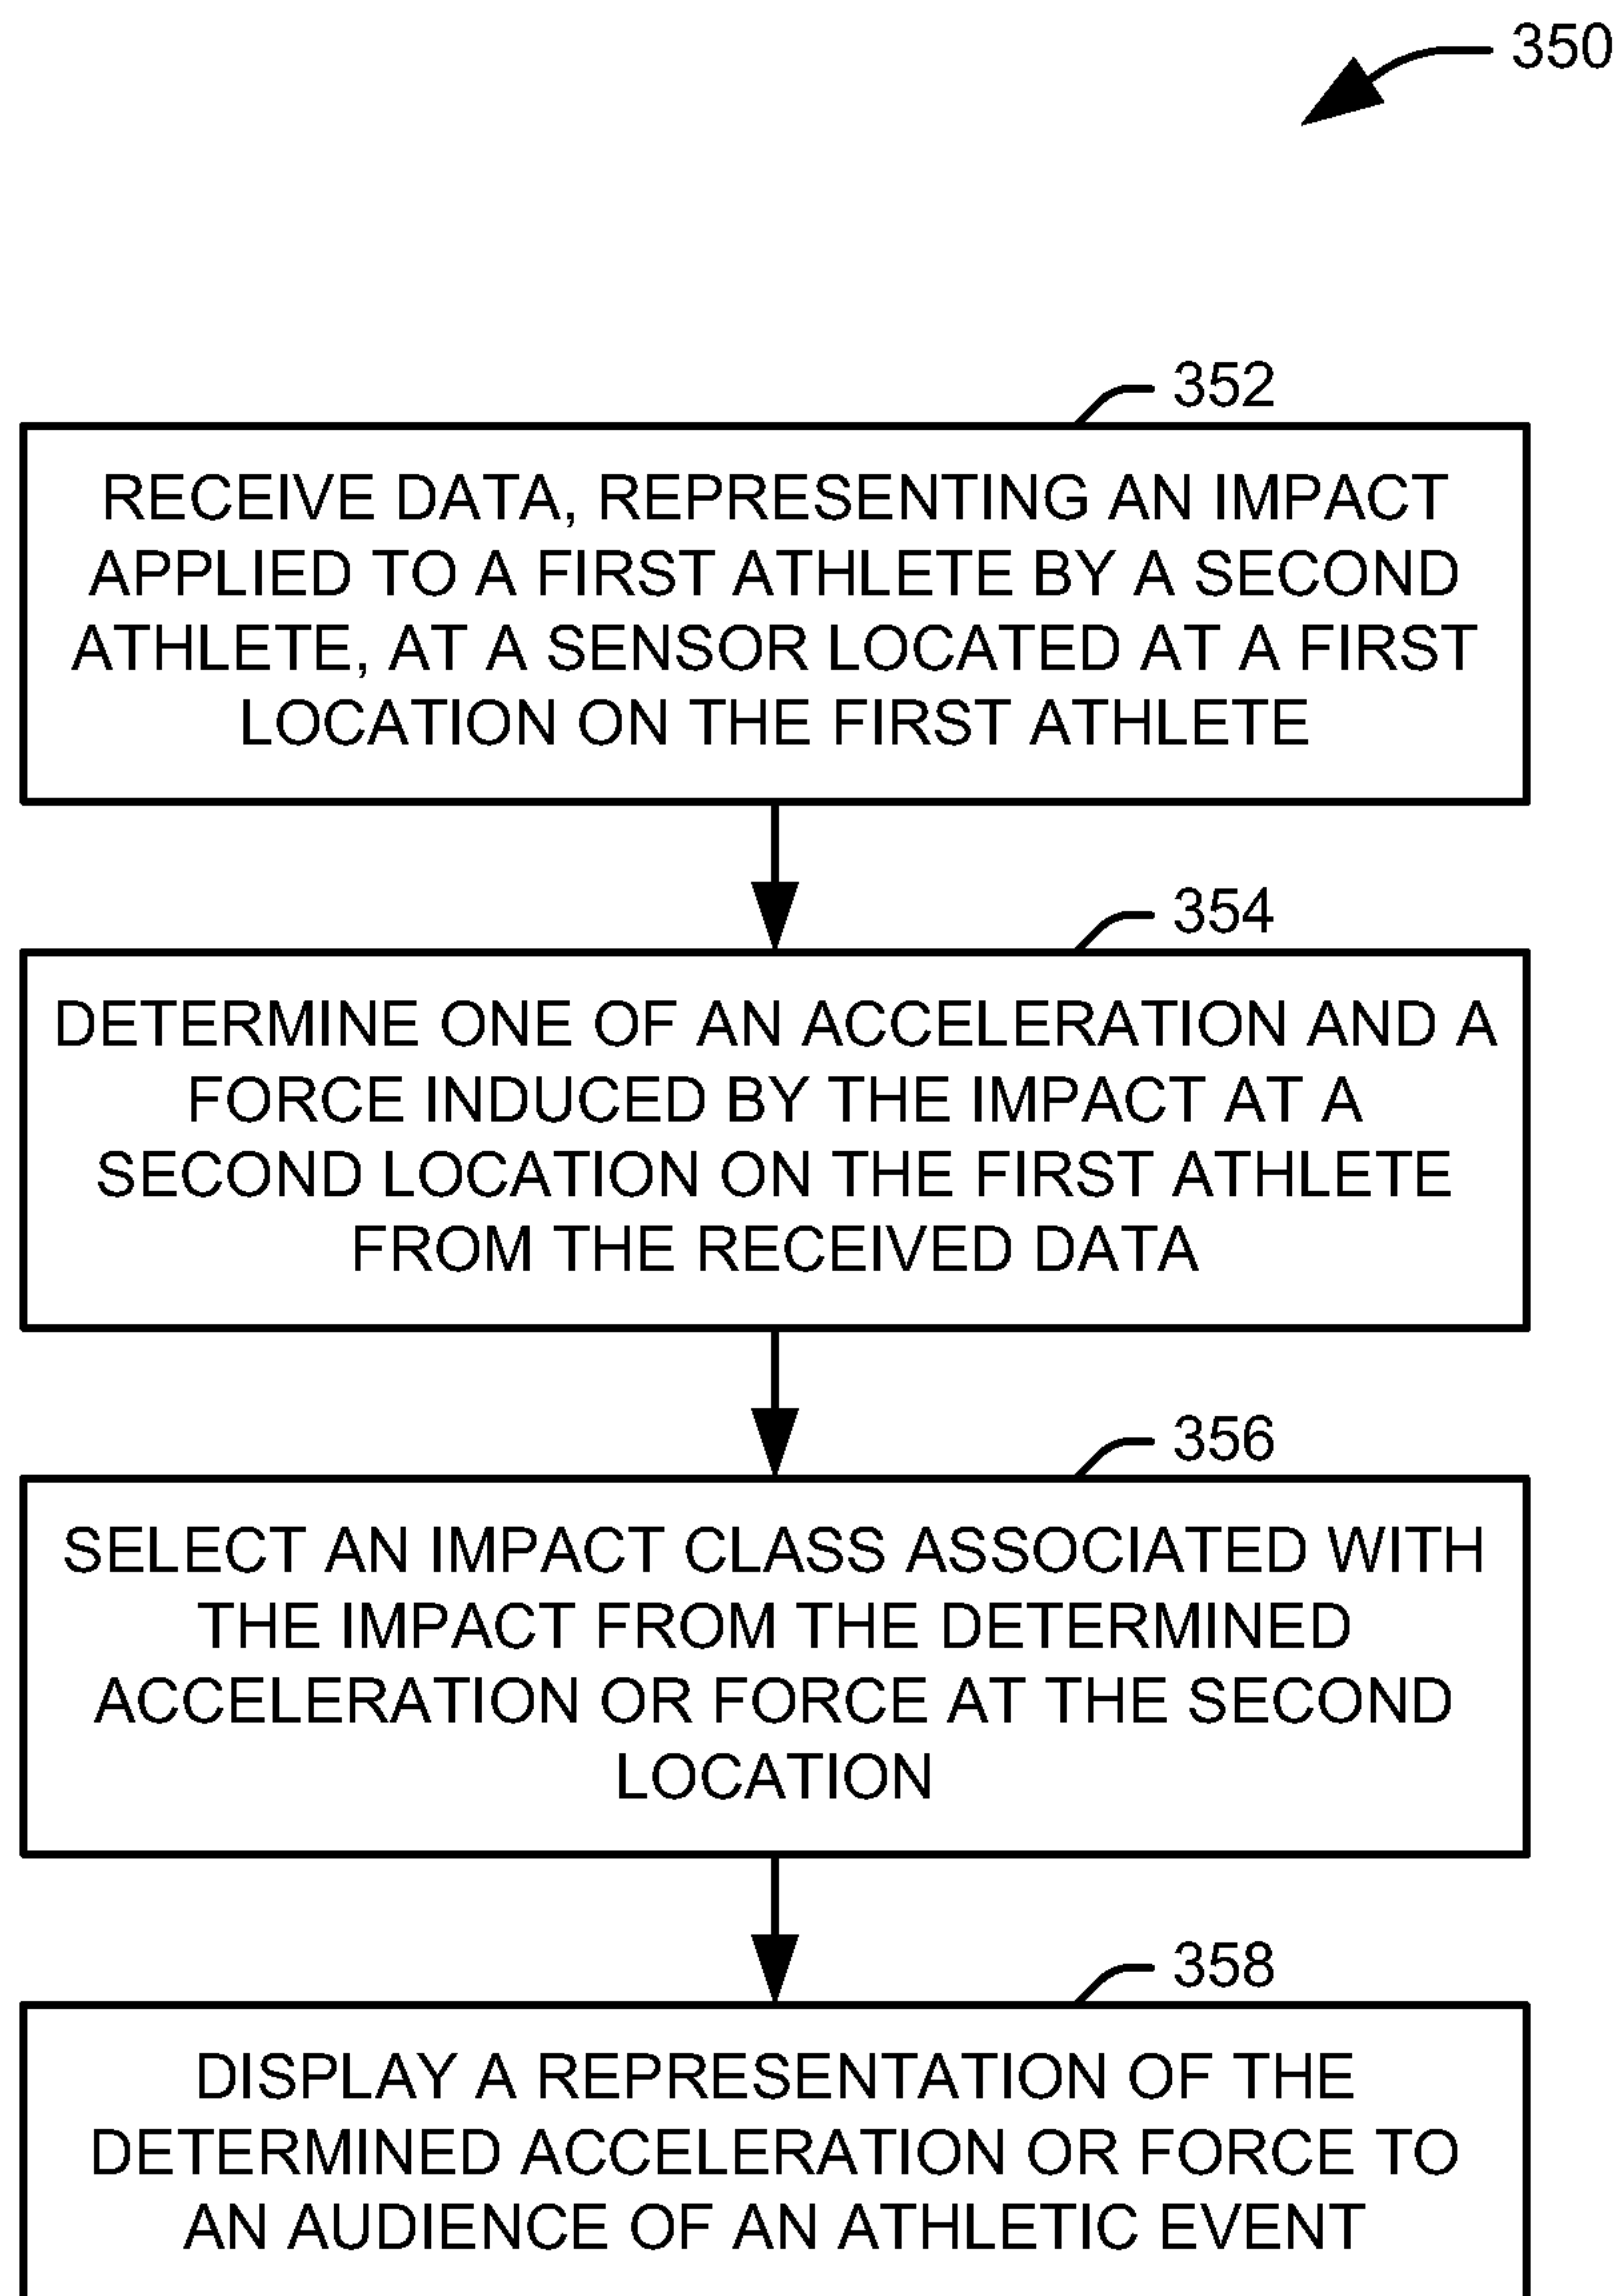 350
352
RECEIVE DATA, REPRESENTING AN IMPACT
APPLIED TO A FIRST ATHLETE BY A SECOND
ATHLETE, AT A SENSOR LOCATED AT A FIRST
LOCATION ON THE FIRST ATHLETE
354
DETERMINE ONE OF AN ACCELERATION AND A
FORCE INDUCED BY THE IMPACT AT A
SECOND LOCATION ON THE FIRST ATHLETE
FROM THE RECEIVED DATA
356
SELECT AN IMPACT CLASS ASSOCIATED WITH
THE IMPACT FROM THE DETERMINED
ACCELERATION OR FORCE AT THE SECOND
LOCATION
358
DISPLAY A REPRESENTATION OF THE
DETERMINED ACCELERATION OR FORCE TO
AN AUDIENCE OF AN ATHLETIC EVENT